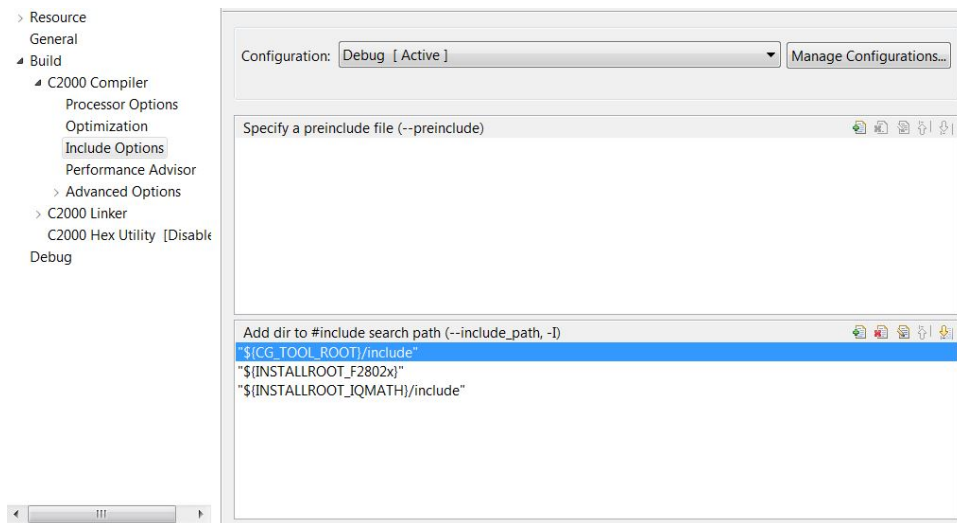 Resource
General
Build
C2000 Compiler
Processor Options
Optimization
Include Options
Performance Advisor
Advanced Options
C2000 Linker
C2000 Hex Utility [Disable
Debug
Configuration: Debug [ Active ]
Manage Configurations...
Specify a preinclude file (--preinclude)
Add dir to #include search path (--include_path, -I)
"${CG_TOOL_ROOT}/include"
"${INSTALLROOT_F2802x}"
"${INSTALLROOT_IQMATH}/include"